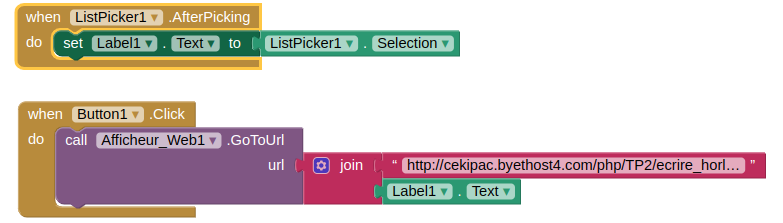 when ListPicker1 .AfterPicking
do set Label1 . Text to ListPicker1 . Selection
when Button1 .Click
do call Afficheur_Web1 .GoToUrl
url join “ http://cekipac.byethost4.com/php/TP2/ecrire_horl... ”
Label1 . Text